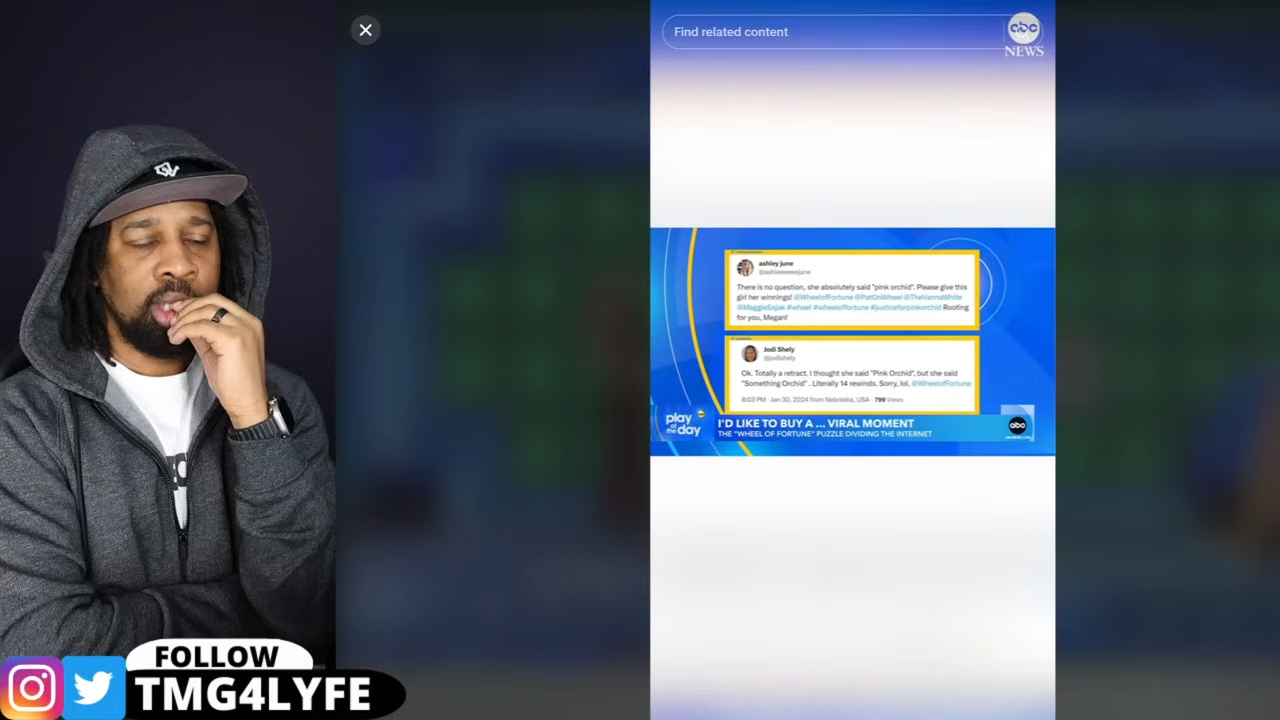 Find related content
abc
NEWS
ashley june
There is no question, she absolutely said "pink orchid". Please give this
girl her winnings! @WheelofFortune @PatOnWheel @TheVannaWhite
@MaggieSajak #wheel #wheeloffortune #justiceforpinkorchid Rooting
for you, Megan!
Jodi Shely
@jodishely
Ok. Totally a retract. I thought she said "Pink Orchid", but she said
"Something Orchid" . Literally 14 rewinds. Sorry, lol. @WheelofFortune
8:03 PM · Jan 30, 2024 from Nebraska, USA · 799 Views
play
of the
day
I'D LIKE TO BUY A ... VIRAL MOMENT
THE "WHEEL OF FORTUNE" PUZZLE DIVIDING THE INTERNET
abc
FOLLOW
TMG4LYFE